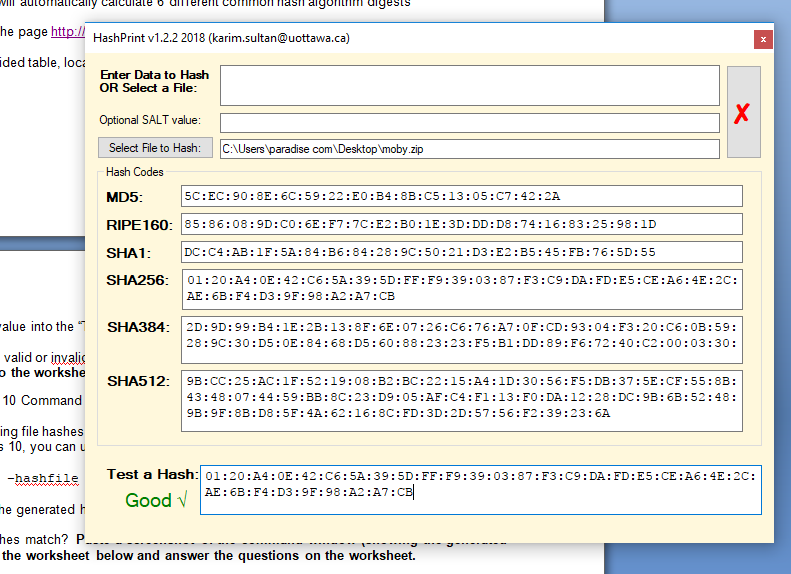 will automatically calculate 6 different common hash algorithm digests
he page http://
ided table, loca
HashPrint v1.2.2 2018 (karim.sultan@uottawa.ca)
x
Enter Data to Hash
OR Select a File:
✗
Optional SALT value:
Select File to Hash: C:\Users\paradise com\Desktop\moby.zip
Hash Codes
MD5: 5C:EC:90:8E:6C:59:22:E0:B4:8B:C5:13:05:C7:42:2A
RIPE160: 85:86:08:9D:C0:6E:F7:7C:E2:B0:1E:3D:DD:D8:74:16:83:25:98:1D
SHA1: DC:C4:AB:1F:5A:84:B6:84:28:9C:50:21:D3:E2:B5:45:FB:76:5D:55
SHA256: 01:20:A4:0E:42:C6:5A:39:5D:FF:F9:39:03:87:F3:C9:DA:FD:E5:CE:A6:4E:2C:
AE:6B:F4:D3:9F:98:A2:A7:CB
SHA384: 2D:9D:99:B4:1E:2B:13:8F:6E:07:26:C6:76:A7:0F:CD:93:04:F3:20:C6:0B:59:
28:9C:30:D5:0E:84:68:D5:60:88:23:23:F5:B1:DD:89:F6:72:40:C2:00:03:30:
SHA512: 9B:CC:25:AC:1F:52:19:08:B2:BC:22:15:A4:1D:30:56:F5:DB:37:5E:CF:55:8B:
43:48:07:44:59:BB:8C:23:D9:05:AF:C4:F1:13:F0:DA:12:28:DC:9B:6B:52:48:
9B:9F:8B:D8:5F:4A:62:16:8C:FD:3D:2D:57:56:F2:39:23:6A
Test a Hash: 01:20:A4:0E:42:C6:5A:39:5D:FF:F9:39:03:87:F3:C9:DA:FD:E5:CE:A6:4E:2C:
AE:6B:F4:D3:9F:98:A2:A7:CB
Good √
value into the "T
valid or invalid
o the workshe
10 Command
ing file hashes
s 10, you can u
-hashfile
he generated h
hes match?
the worksheet below and answer the questions on the worksheet.